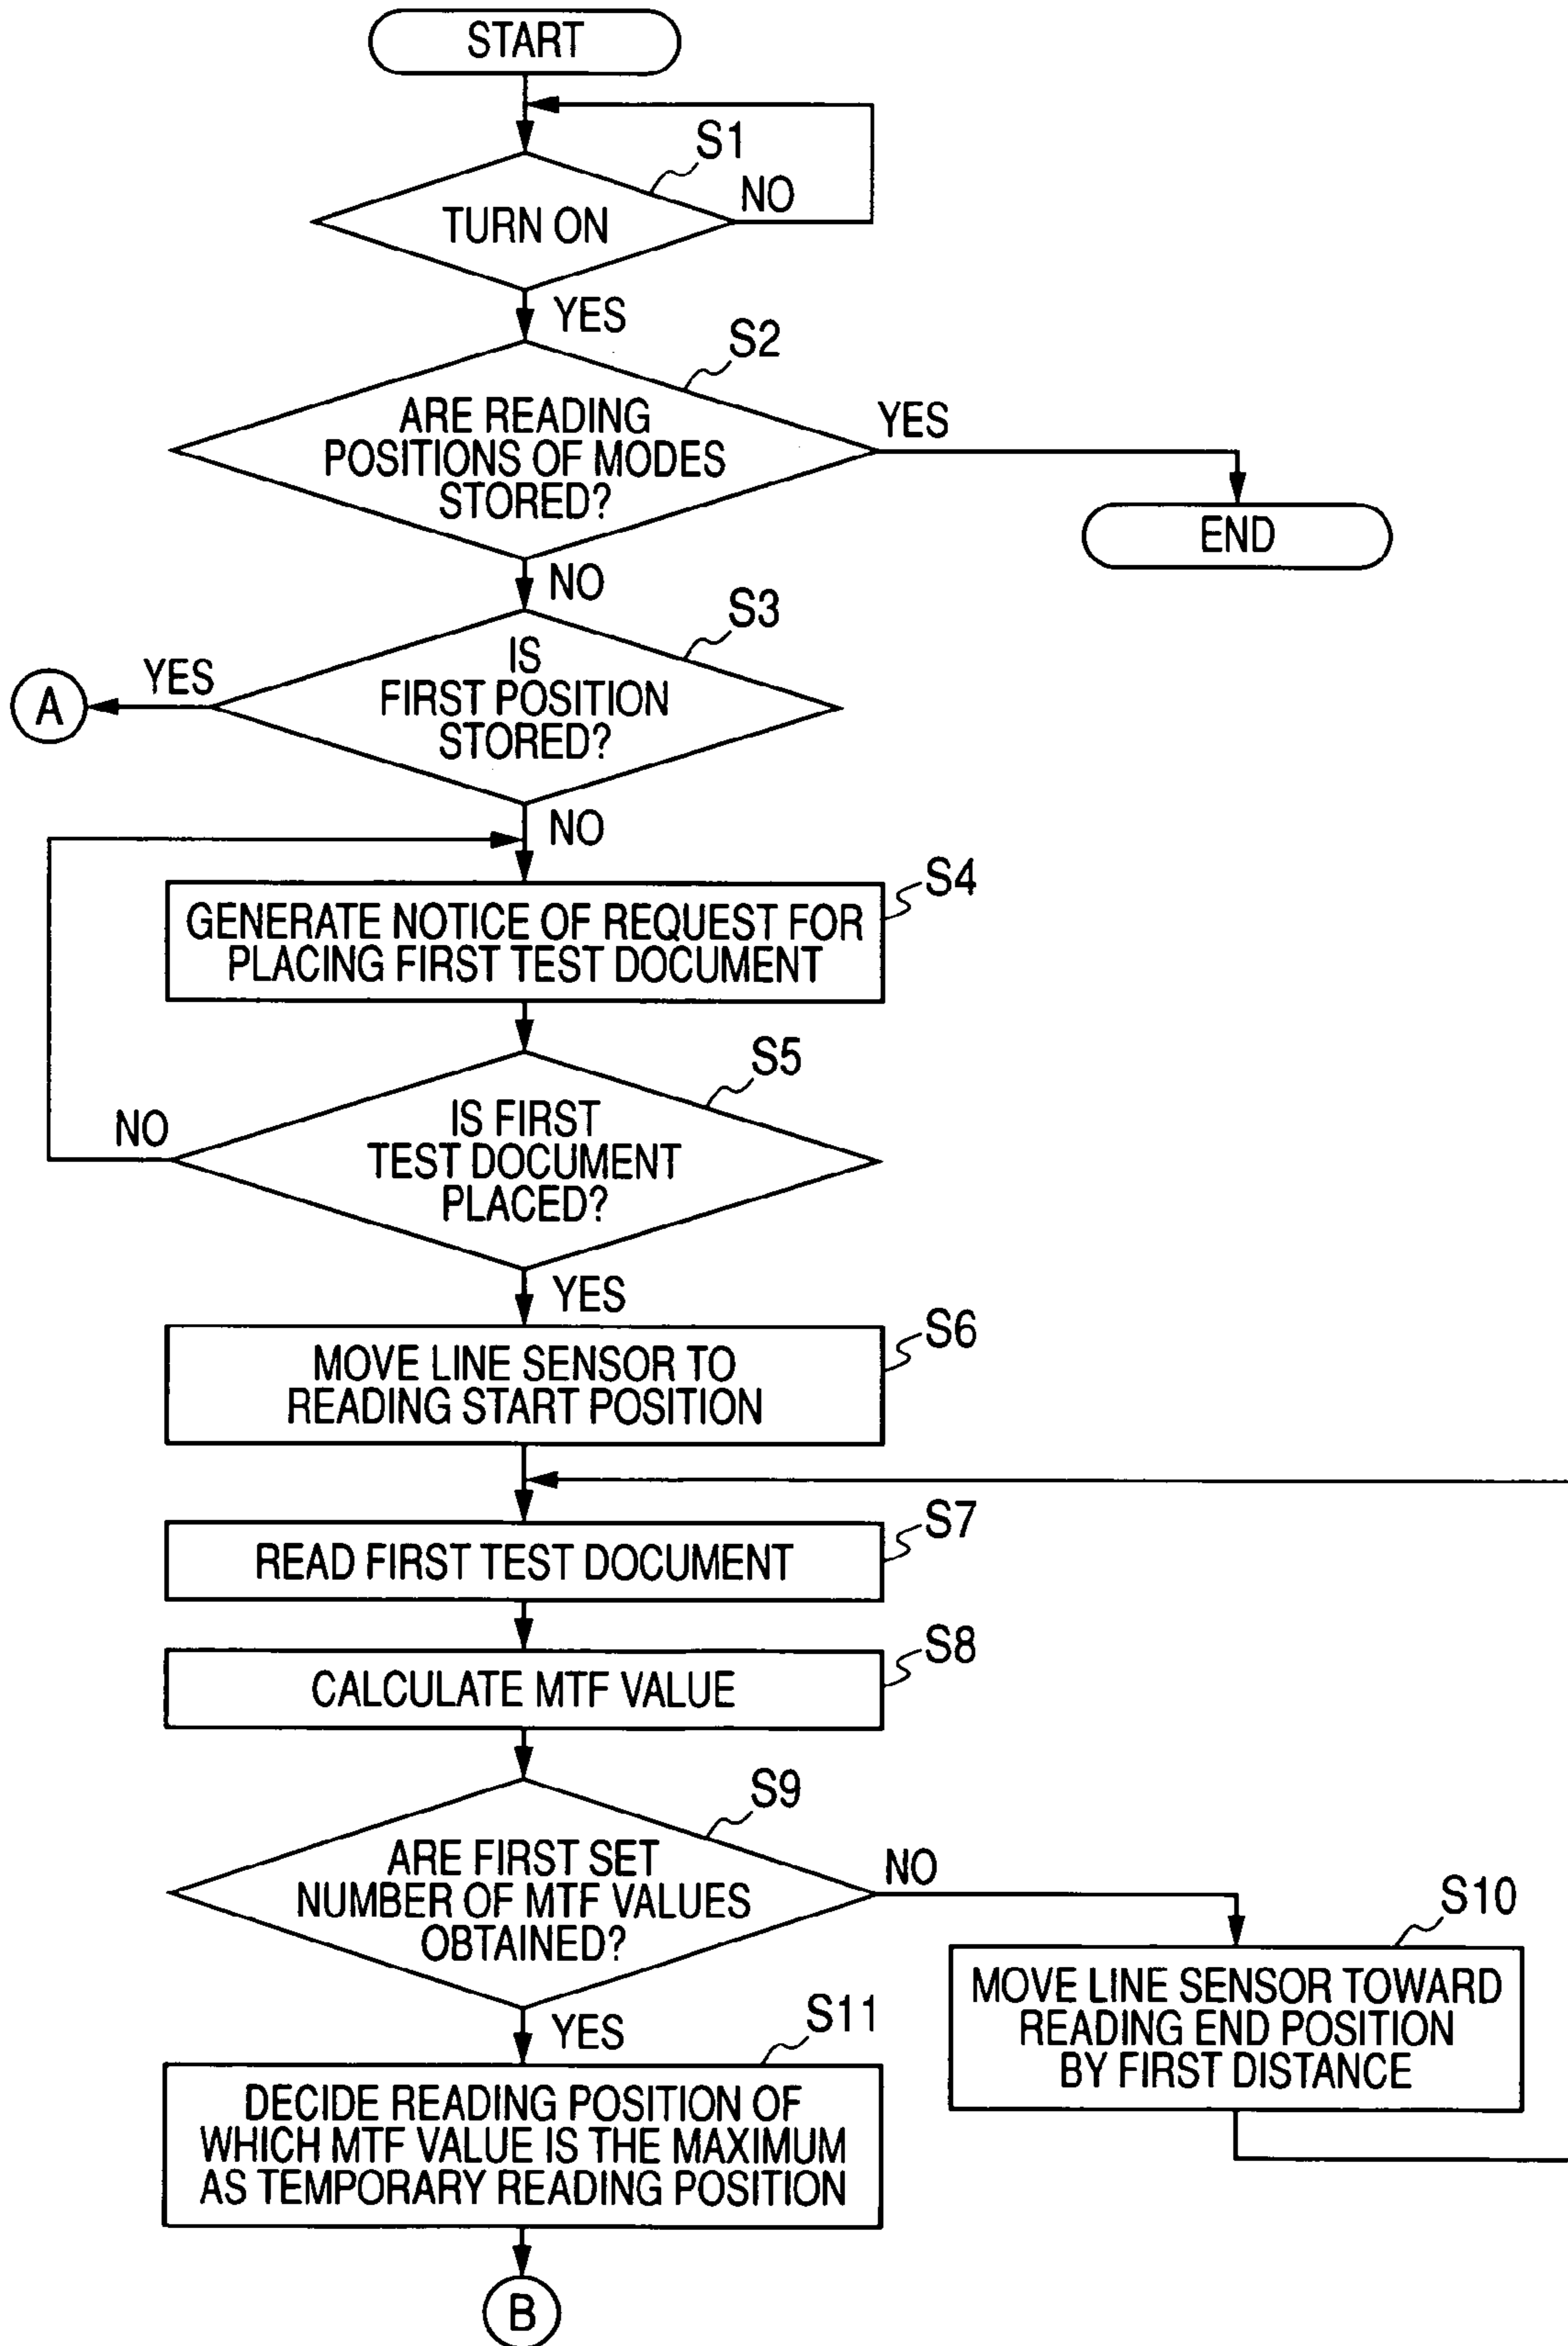 START
S1
TURN ON
NO
YES
S2
ARE READING
POSITIONS OF MODES
STORED?
YES
END
NO
S3
IS
FIRST POSITION
STORED?
YES
A
NO
S4
GENERATE NOTICE OF REQUEST FOR
PLACING FIRST TEST DOCUMENT
S5
IS FIRST
TEST DOCUMENT
PLACED?
NO
YES
S6
MOVE LINE SENSOR TO
READING START POSITION
S7
READ FIRST TEST DOCUMENT
S8
CALCULATE MTF VALUE
S9
ARE FIRST SET
NUMBER OF MTF VALUES
OBTAINED?
NO
S10
MOVE LINE SENSOR TOWARD
READING END POSITION
BY FIRST DISTANCE
YES
S11
DECIDE READING POSITION OF
WHICH MTF VALUE IS THE MAXIMUM
AS TEMPORARY READING POSITION
B